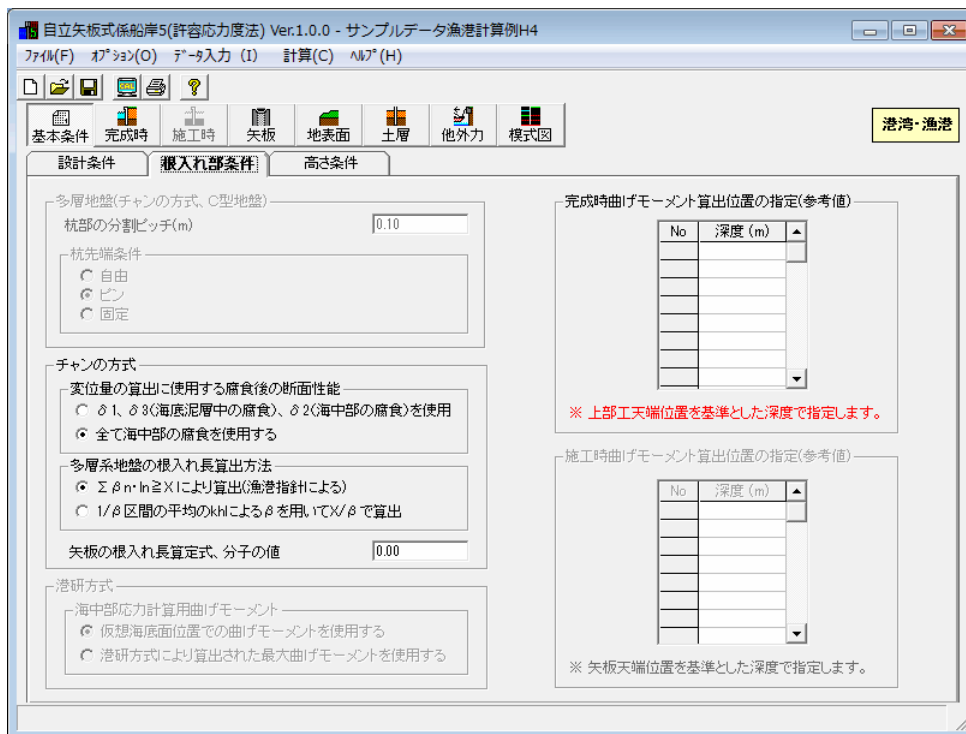 自立矢板式係船岸5(許容応力度法) Ver.1.0.0 - サンプルデータ漁港計算例H4
ﾌｧｲﾙ(F) ｵﾌﾟｼｮﾝ(O) ﾃﾞｰﾀ入力 (I) 計算(C) ﾍﾙﾌﾟ(H)
基本条件 完成時 施工時 矢板 地表面 土層 他外力 模式図
港湾・漁港
設計条件 根入れ部条件 高さ条件
多層地盤(チャンの方式、C型地盤)
杭部の分割ピッチ(m) 0.10
杭先端条件
自由
ピン
固定
チャンの方式
変位量の算出に使用する腐食後の断面性能
δ1、δ3(海底泥層中の腐食)、δ2(海中部の腐食)を使用
全て海中部の腐食を使用する
多層系地盤の根入れ長算出方法
Σβn・ln≧Xlにより算出(漁港指針による)
1/β区間の平均のkhlによるβを用いてX/βで算出
矢板の根入れ長算定式、分子の値 0.00
港研方式
海中部応力計算用曲げモーメント
仮想海底面位置での曲げモーメントを使用する
港研方式により算出された最大曲げモーメントを使用する
完成時曲げモーメント算出位置の指定(参考値)
No 深度 (m)
※ 上部工天端位置を基準とした深度で指定します。
施工時曲げモーメント算出位置の指定(参考値)
No 深度 (m)
※ 矢板天端位置を基準とした深度で指定します。